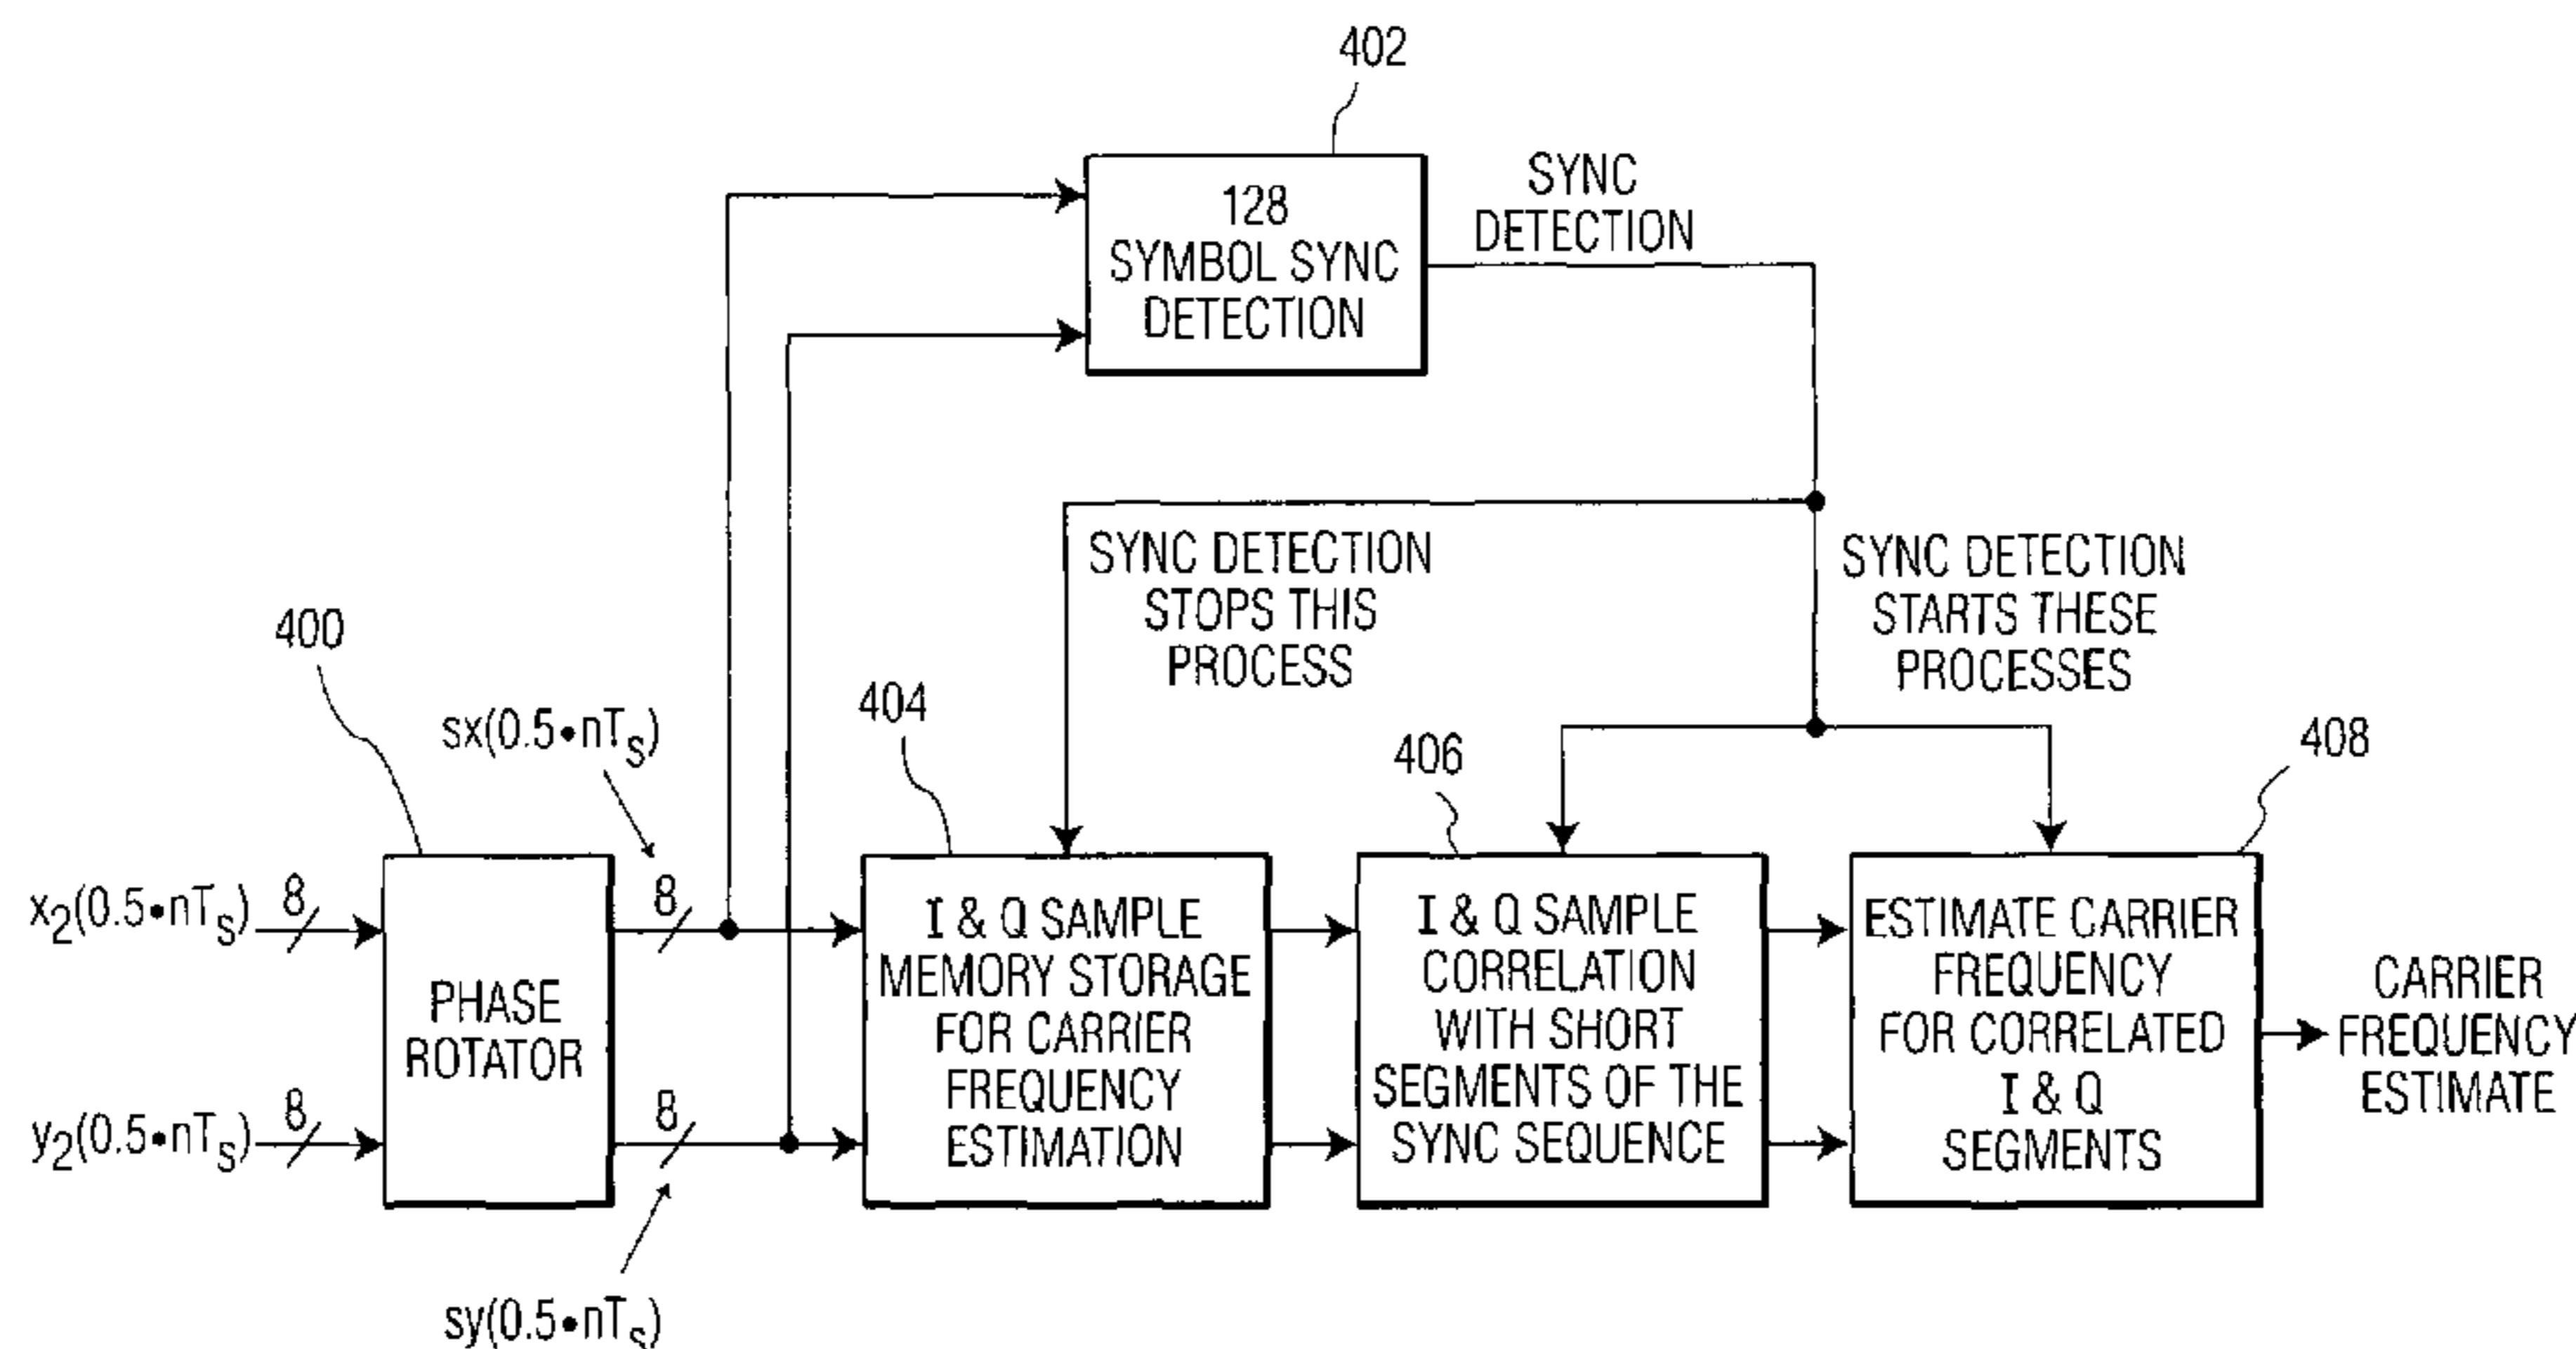 402
128
SYMBOL SYNC
DETECTION
SYNC
DETECTION
SYNC DETECTION
STOPS THIS
PROCESS
SYNC DETECTION
STARTS THESE
PROCESSES
400
sx(0.5•nTs)
404
406
408
x2(0.5•nTs)
8
y2(0.5•nTs)
8
PHASE
ROTATOR
8
8
sy(0.5•nTs)
I & Q SAMPLE
MEMORY STORAGE
FOR CARRIER
FREQUENCY
ESTIMATION
I & Q SAMPLE
CORRELATION
WITH SHORT
SEGMENTS OF THE
SYNC SEQUENCE
ESTIMATE CARRIER
FREQUENCY
FOR CORRELATED
I & Q
SEGMENTS
CARRIER
FREQUENCY
ESTIMATE